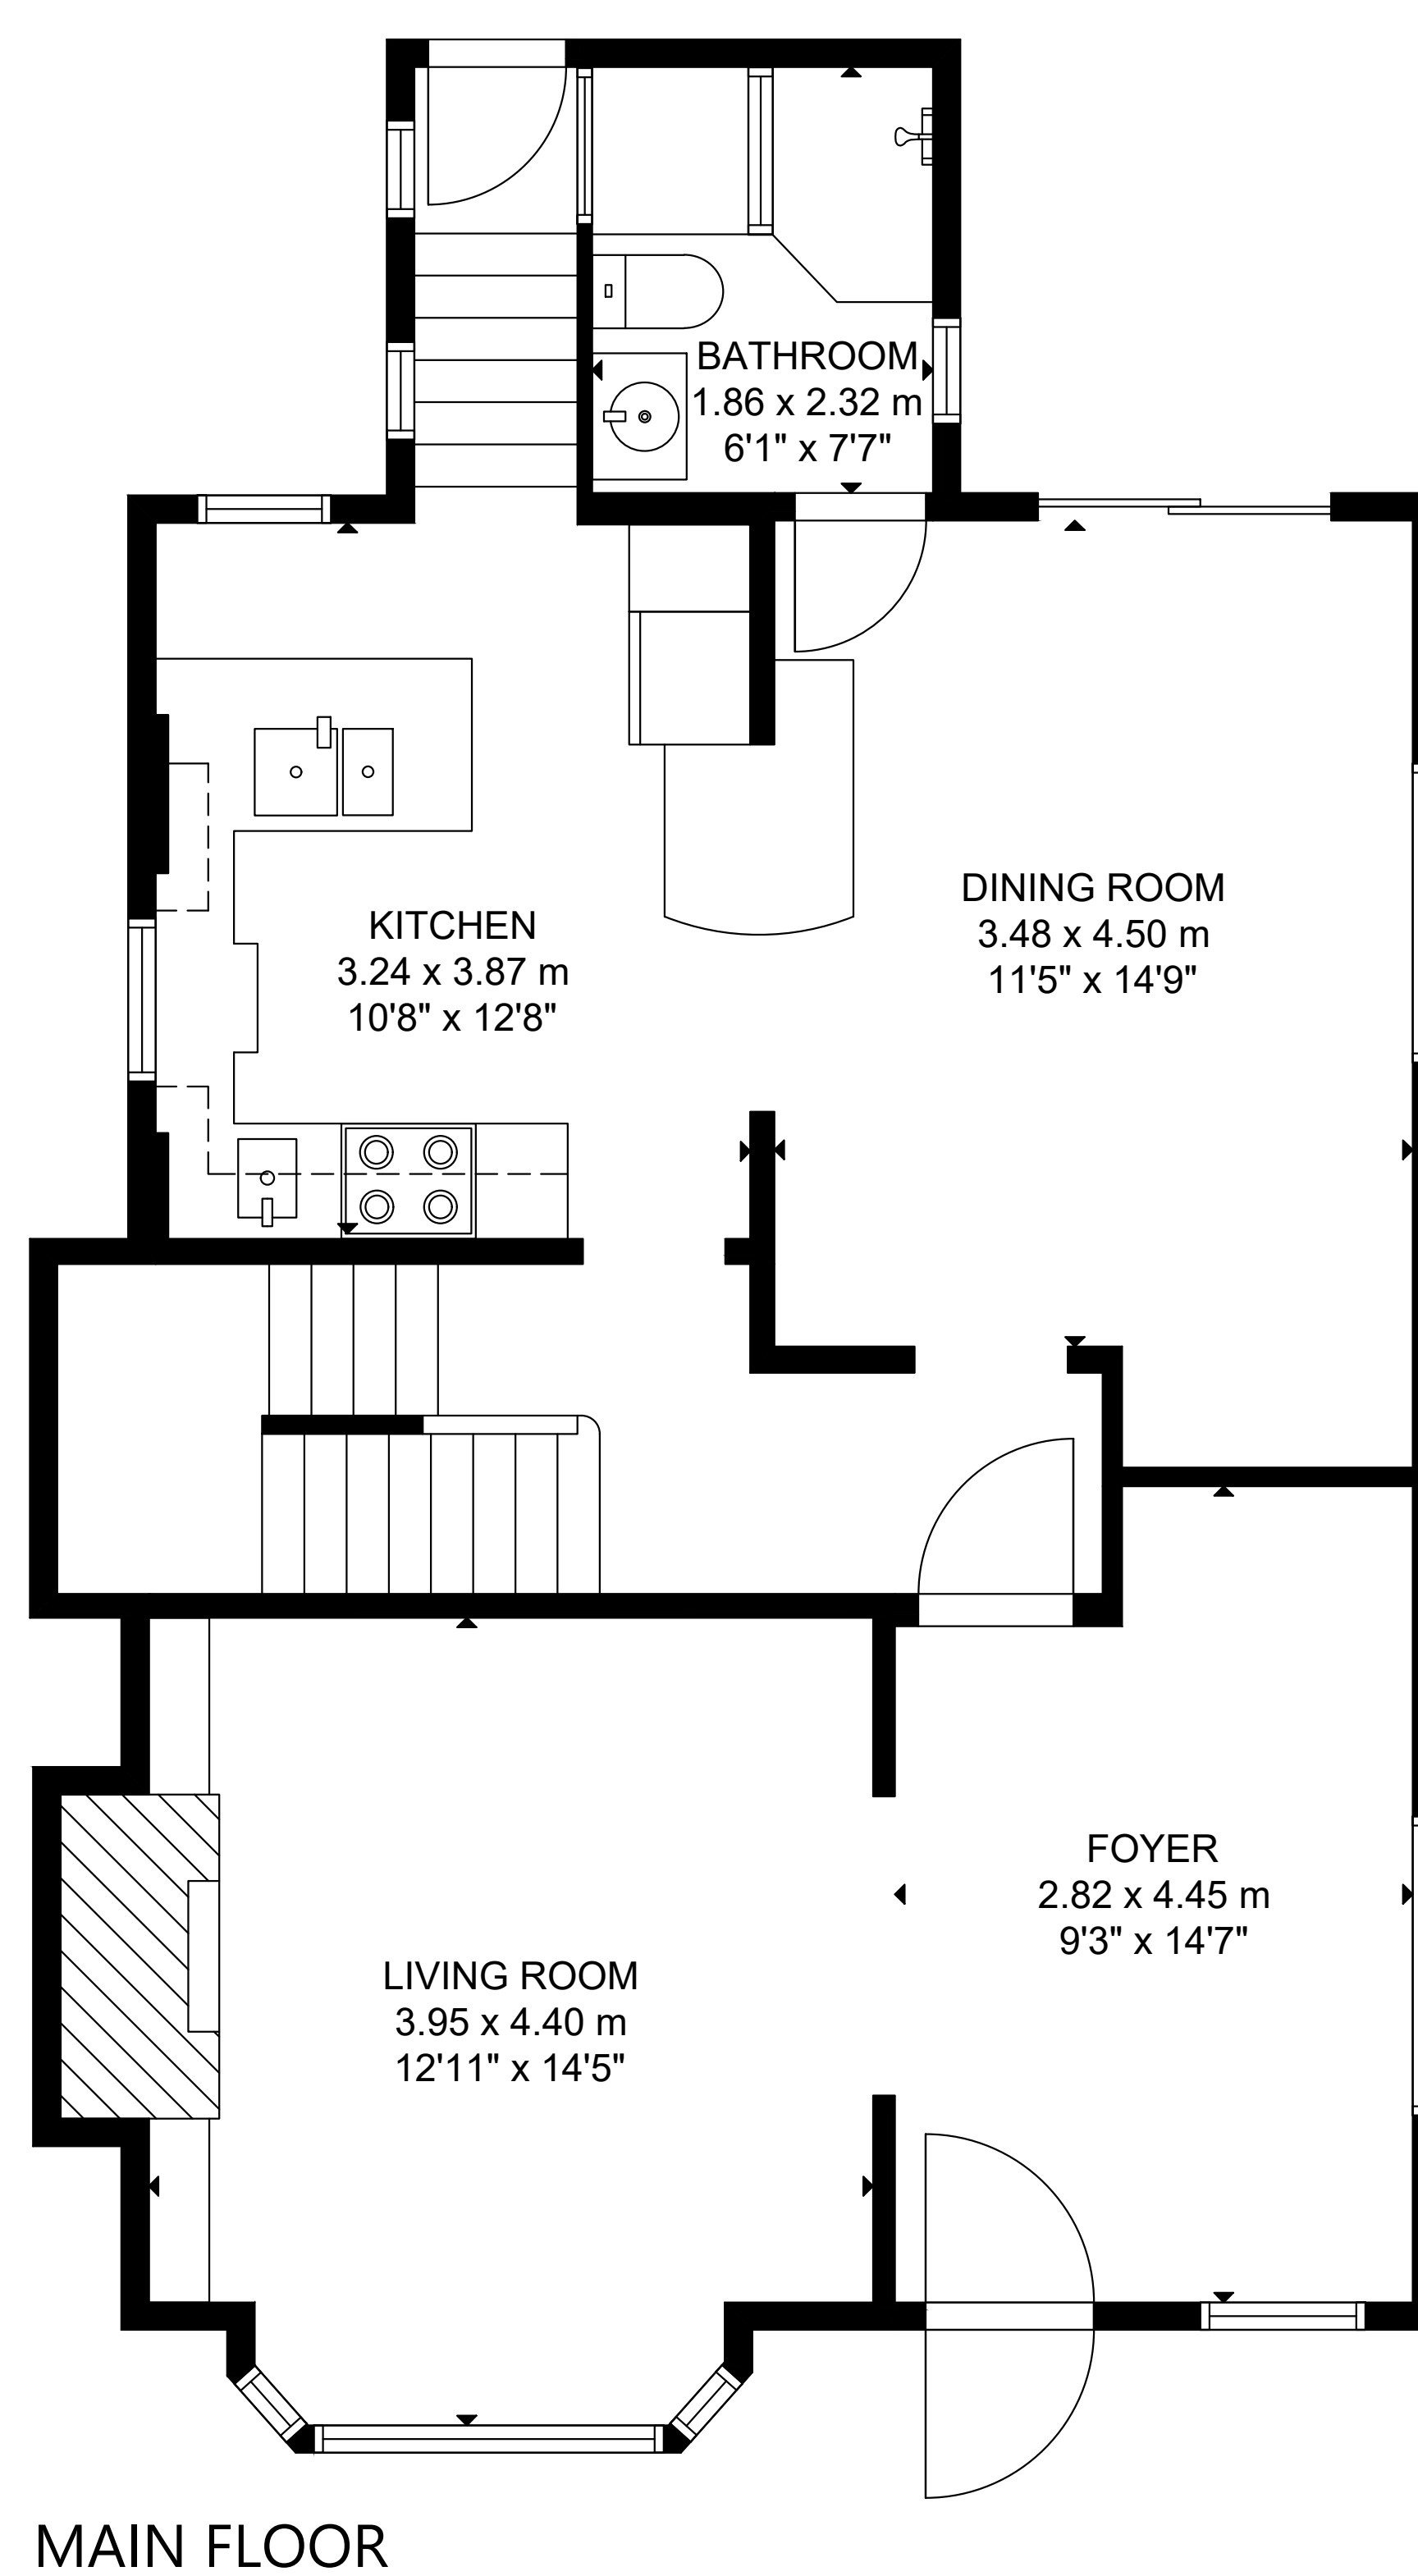 BATHROOM
1.86 x 2.32 m
6'1" x 7'7"
DINING ROOM
3.48 x 4.50 m
11'5" x 14'9"
KITCHEN
3.24 x 3.87 m
10'8" x 12'8"
FOYER
2.82 x 4.45 m
9'3" x 14'7"
LIVING ROOM
3.95 x 4.40 m
12'11" x 14'5"
MAIN FLOOR